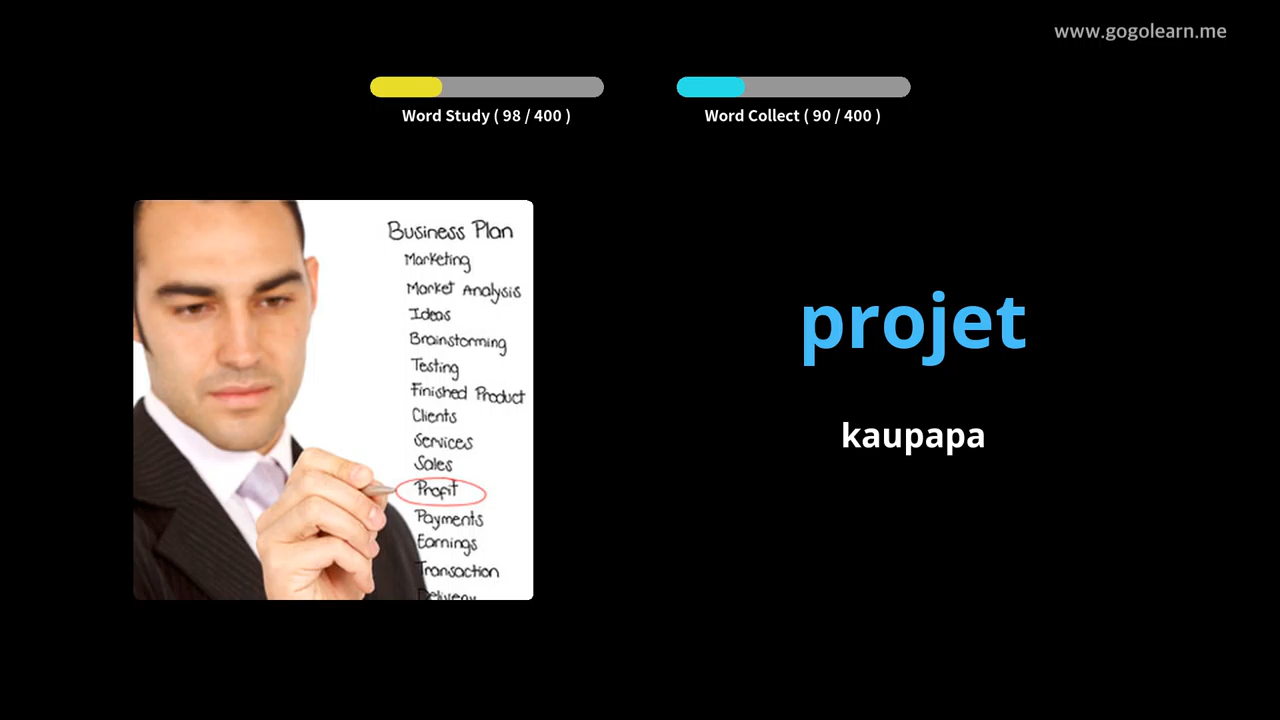 www.gogolearn.me
Word Study ( 98 / 400 )
Word Collect ( 90 / 400 )
Business Plan
Marketing
Market Analysis
Ideas
Brainstorming
Testing
Finished Product
Clients
Services
Sales
Profit
Payments
Earnings
Transaction
Delivery
projet
kaupapa